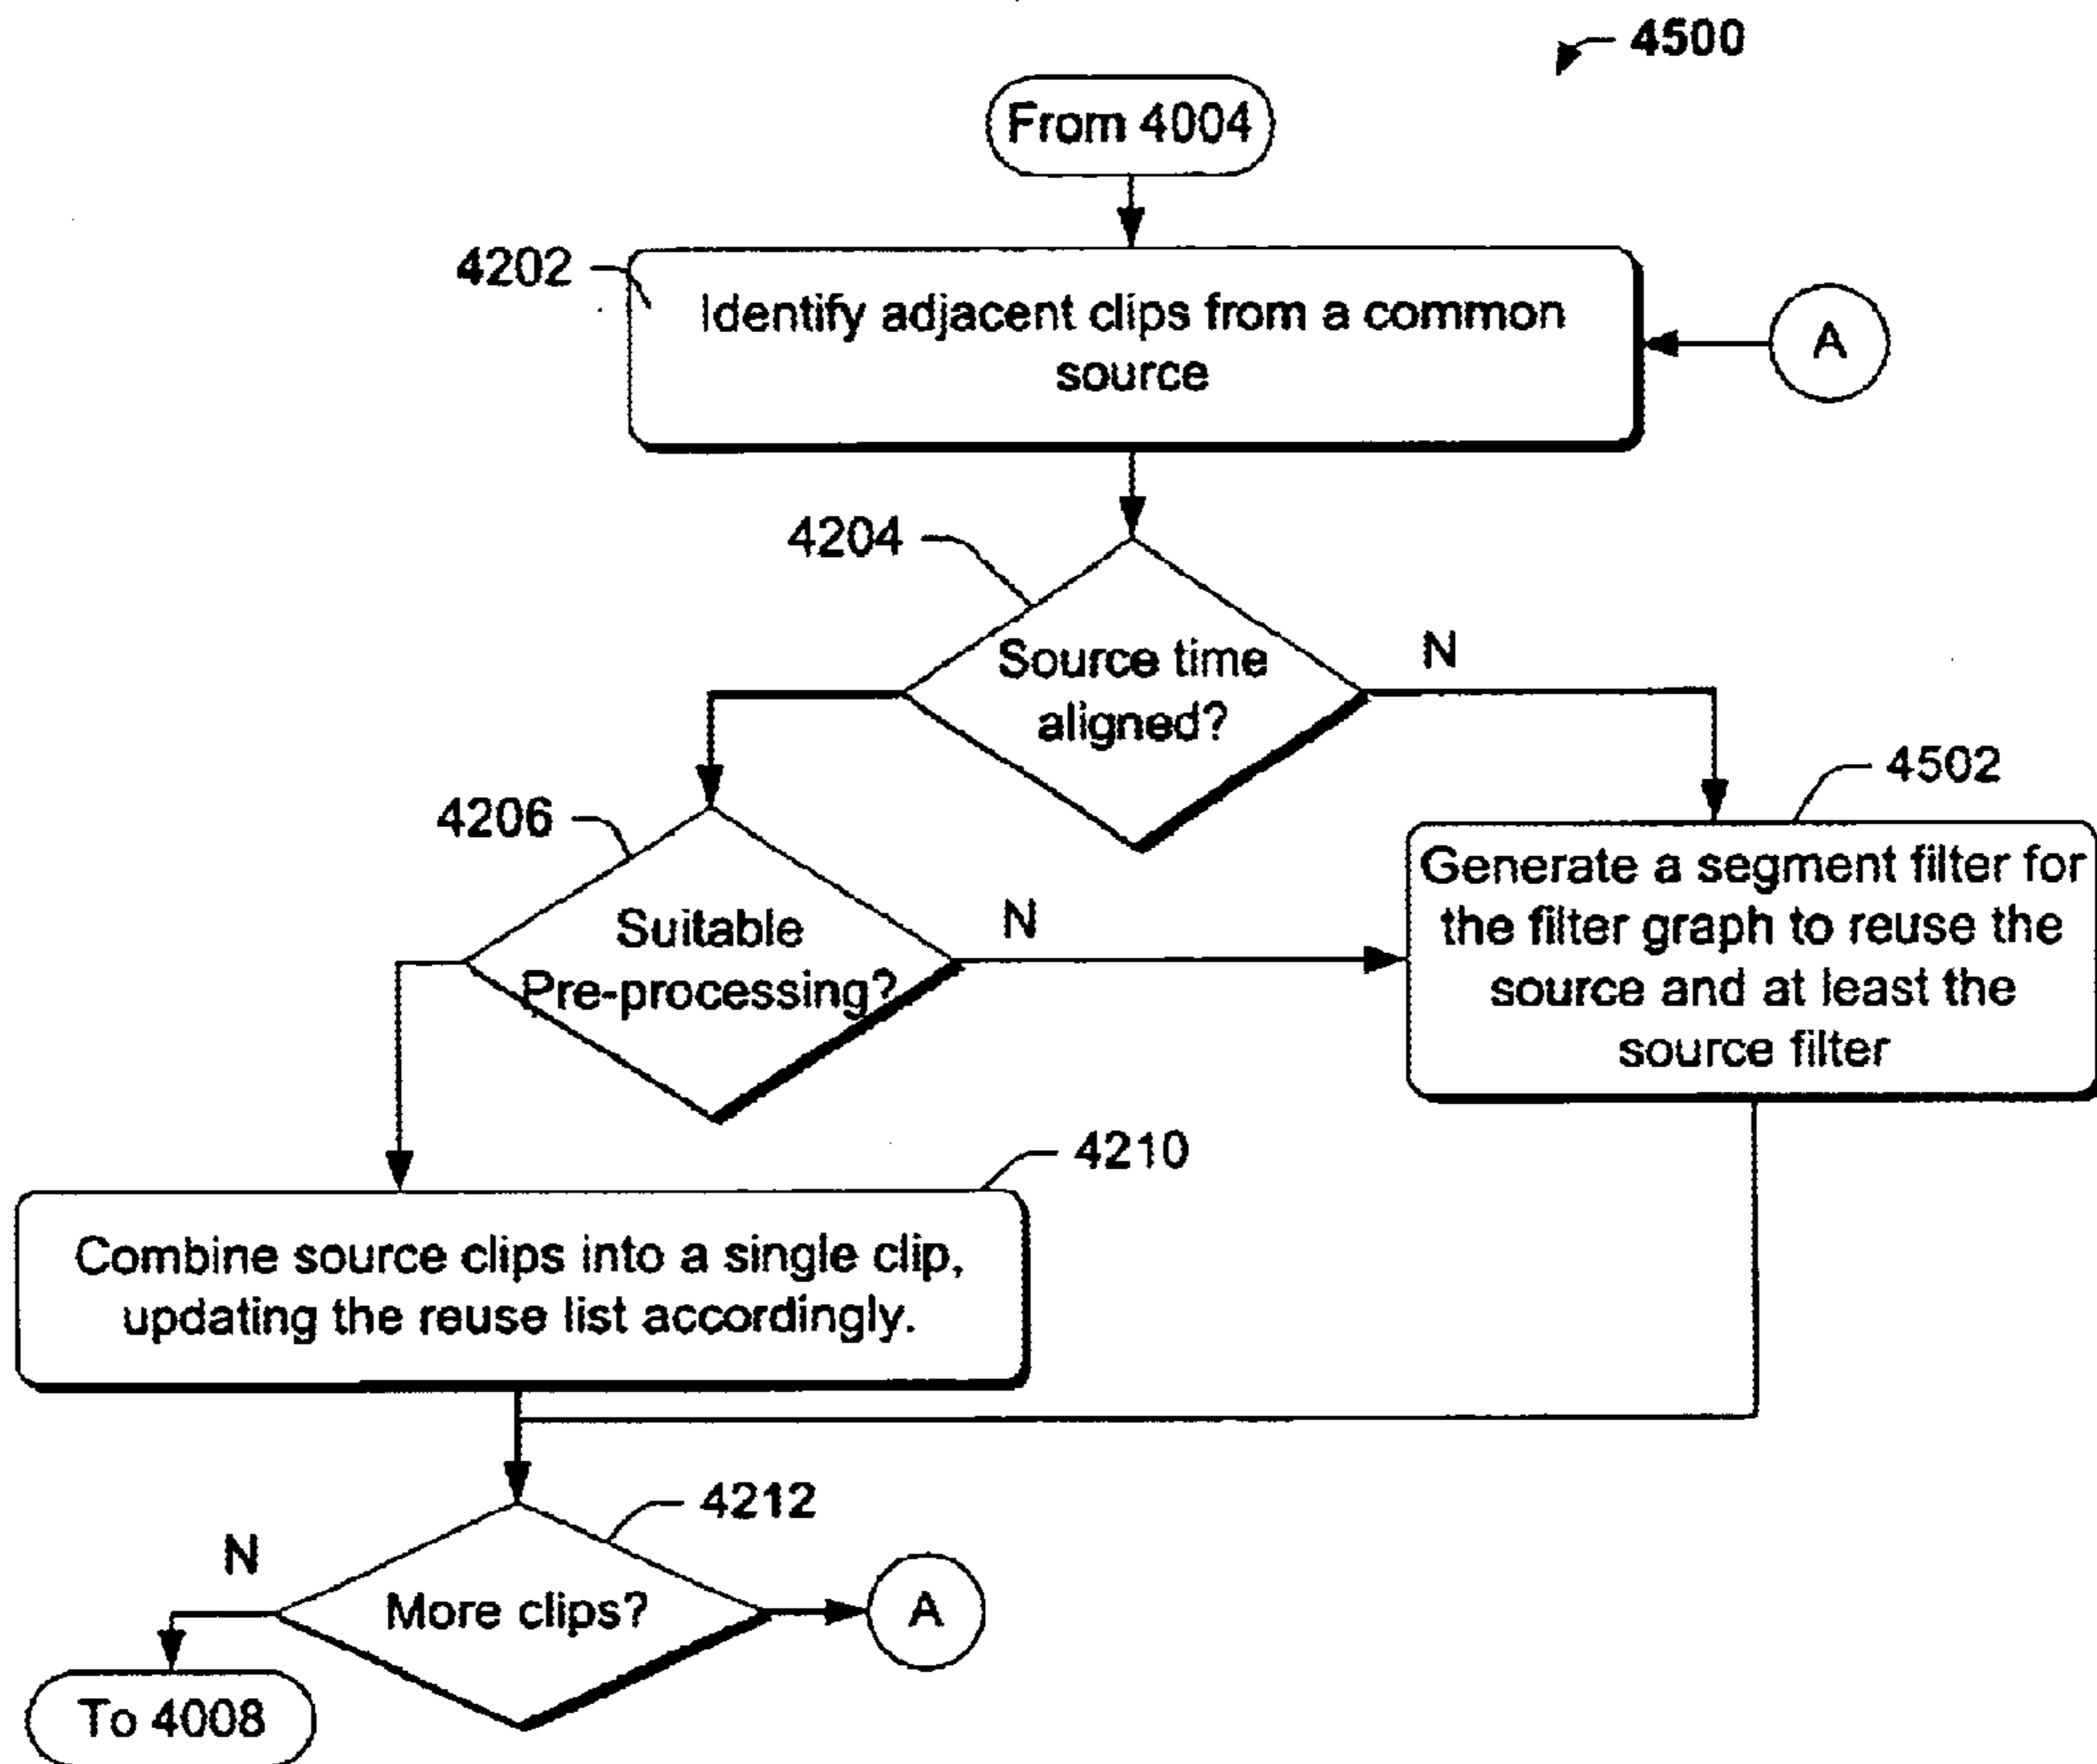 4500
From 4004
4202
Identify adjacent clips from a common
source
A
4204
Source time
aligned?
N
4502
Generate a segment filter for
the filter graph to reuse the
source and at least the
source filter
4206
Suitable
Pre-processing?
N
4210
Combine source clips into a single clip,
updating the reuse list accordingly.
4212
N
More clips?
A
To 4008